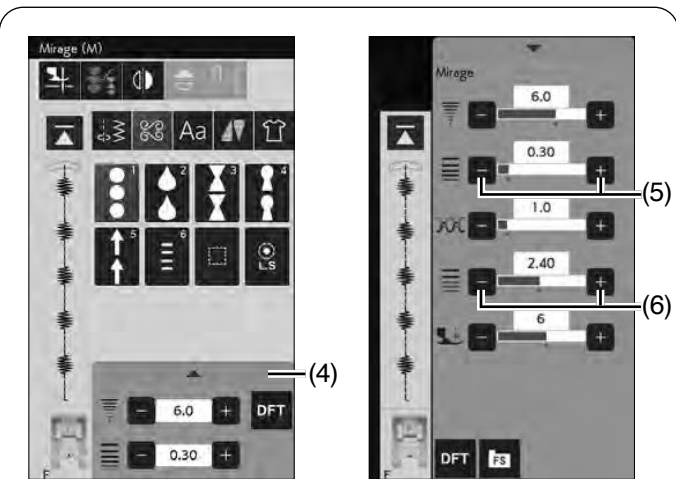 Mirage (M)
Aa
1 2 3 4
5 6
L.S
(4)
− 6.0 + DFT
− 0.30 +
F
Mirage
6.0
− +
0.30
− +
(5)
1.0
− +
2.40
− +
(6)
6
− +
DFT FS
F